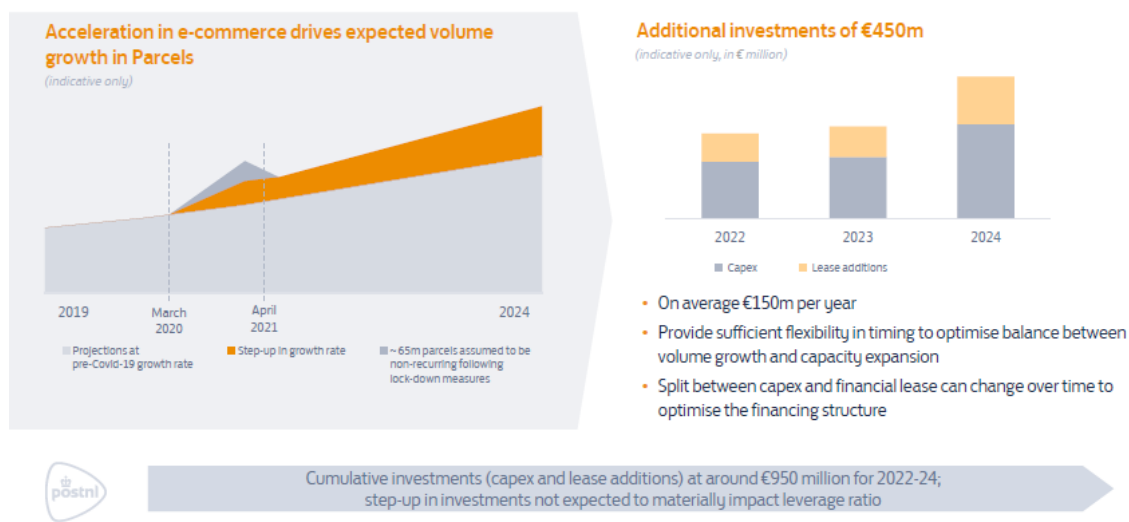 Acceleration in e-commerce drives expected volume
growth in Parcels
(indicative only)
2019
March
2020
April
2021
2024
Projections at
pre-Covid-19 growth rate
Step-up in growth rate
~ 65m parcels assumed to be
non-recurring following
lock-down measures
Additional investments of €450m
(indicative only, in € million)
2022
2023
2024
Capex
Lease additions
• On average €150m per year
• Provide sufficient flexibility in timing to optimise balance between
volume growth and capacity expansion
• Split between capex and financial lease can change over time to
optimise the financing structure
postnl
Cumulative investments (capex and lease additions) at around €950 million for 2022-24;
step-up in investments not expected to materially impact leverage ratio